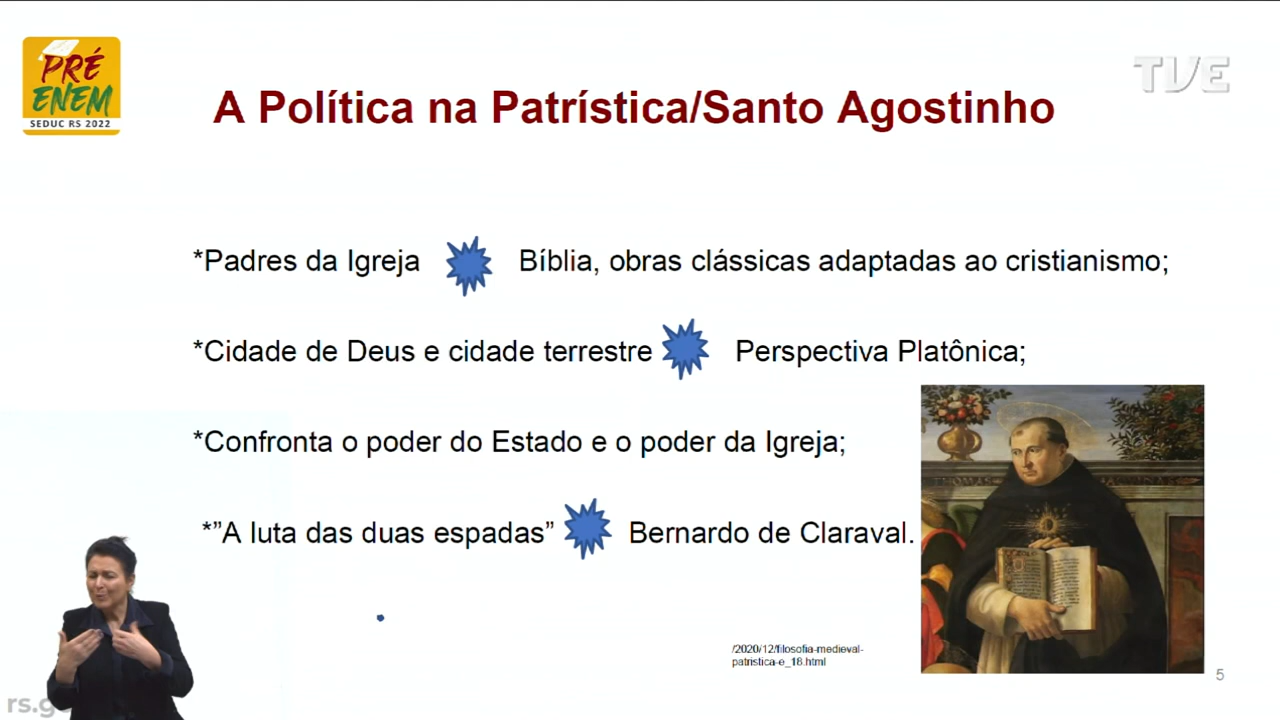 PRÉ
ENEM
SEDUC RS 2022
TVE
A Política na Patrística/Santo Agostinho
*Padres da Igreja Bíblia, obras clássicas adaptadas ao cristianismo;
*Cidade de Deus e cidade terrestre Perspectiva Platônica;
*Confronta o poder do Estado e o poder da Igreja;
*”A luta das duas espadas” Bernardo de Claraval.
/2020/12/filosofia-medieval-
patristica-e_18.html
5